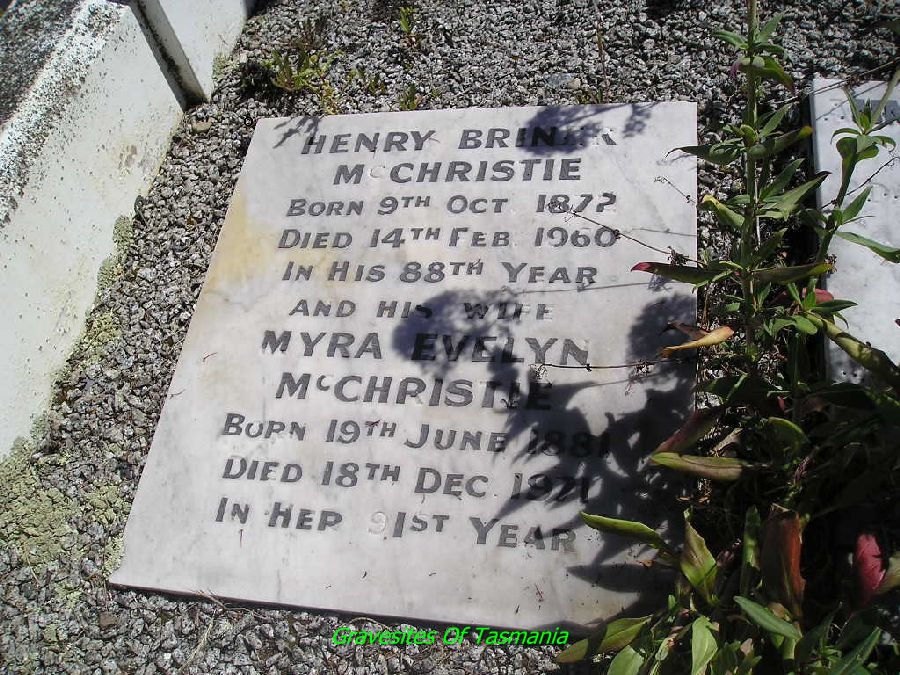 HENRY
McCHRISTIE
BORN 9TH OCT 1872
DIED 14TH FEB 1960
IN HIS 88TH YEAR
AND HIS WIFE
MYRA EVELYN
McCHRISTIE
BORN 19TH JUNE 1881
DIED 18TH DEC 1971
IN HER 91ST YEAR
Gravesites Of Tasmania